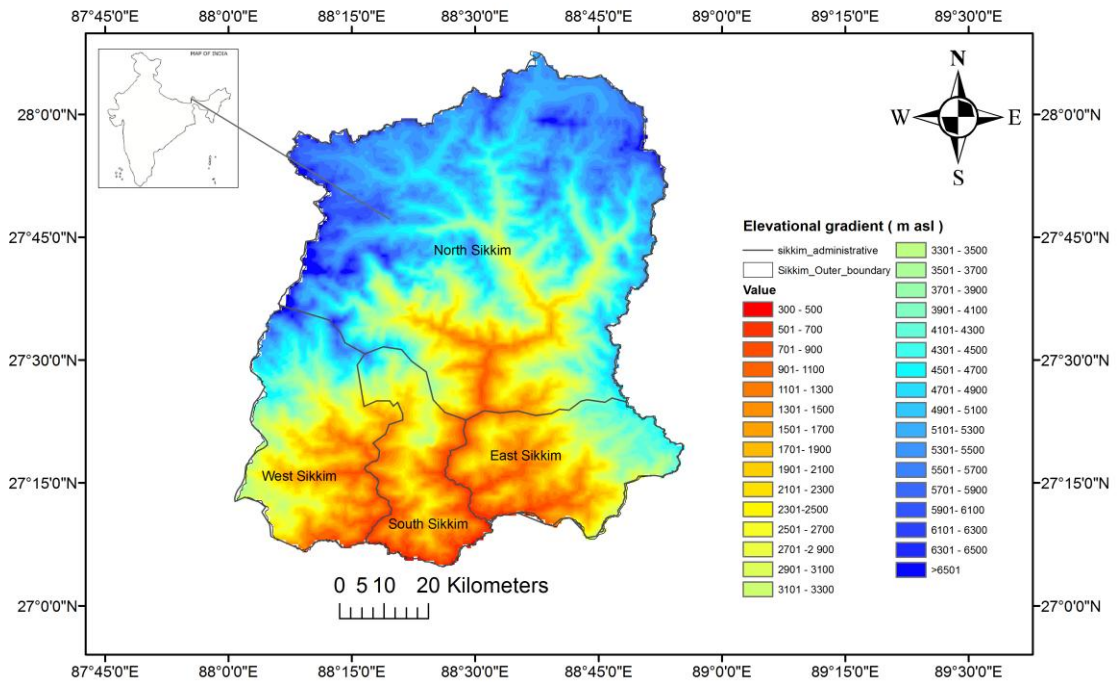 87°45'0"E 88°0'0"E 88°15'0"E 88°30'0"E 88°45'0"E 89°0'0"E 89°15'0"E 89°30'0"E
MAP OF INDIA
N
W E
S
28°0'0"N 28°0'0"N
27°45'0"N 27°45'0"N
27°30'0"N 27°30'0"N
27°15'0"N 27°15'0"N
27°0'0"N 27°0'0"N
North Sikkim
East Sikkim
West Sikkim
South Sikkim
0 5 10 20 Kilometers
Elevational gradient ( m asl )
sikkim_administrative
Sikkim_Outer_boundary
Value
300 - 500
501 - 700
701 - 900
901- 1100
1101 - 1300
1301 - 1500
1501 - 1700
1701- 1900
1901 - 2100
2101 - 2300
2301-2500
2501 - 2700
2701 -2 900
2901 - 3100
3101 - 3300
3301 - 3500
3501 - 3700
3701 - 3900
3901 - 4100
4101- 4300
4301 - 4500
4501 - 4700
4701 - 4900
4901 - 5100
5101- 5300
5301- 5500
5501 - 5700
5701 - 5900
5901 - 6100
6101 - 6300
6301 - 6500
>6501
87°45'0"E 88°0'0"E 88°15'0"E 88°30'0"E 88°45'0"E 89°0'0"E 89°15'0"E 89°30'0"E